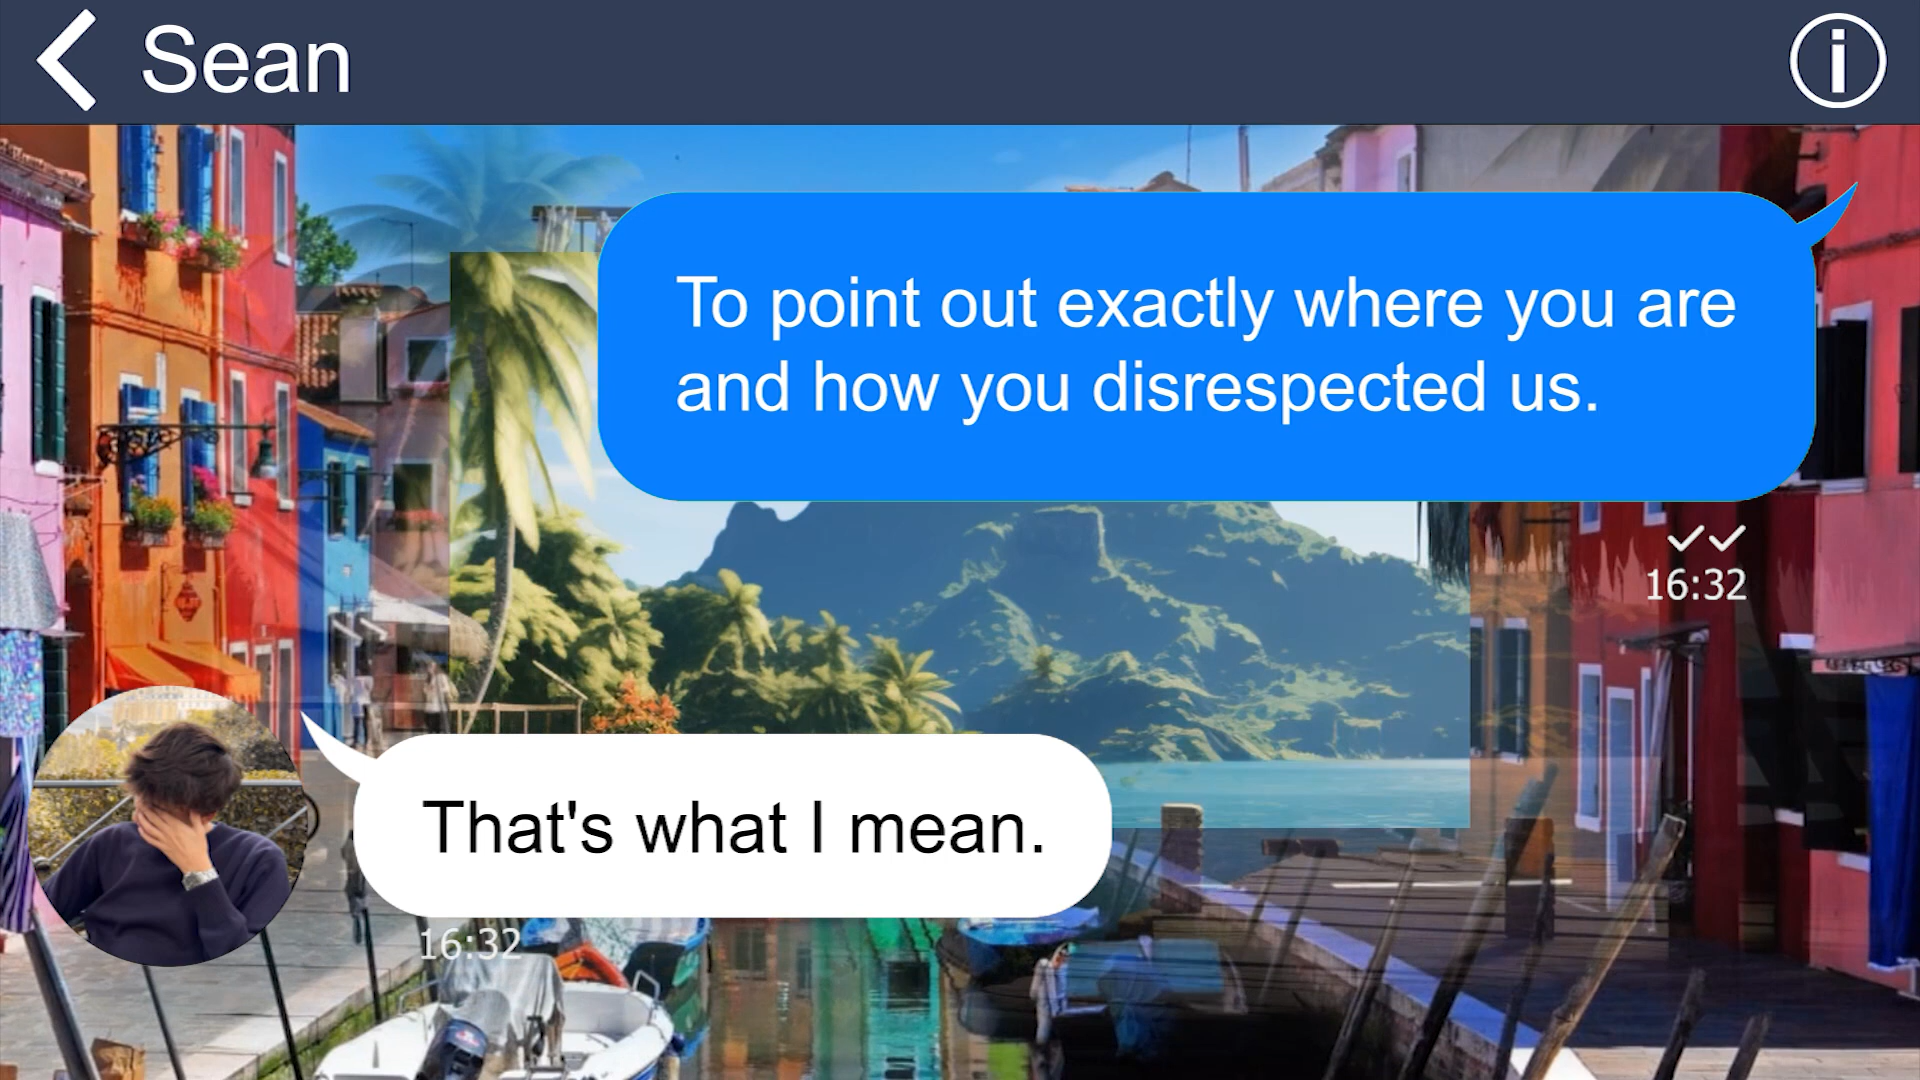 Sean
To point out exactly where you are
and how you disrespected us.
16:32
That's what I mean.
16:32